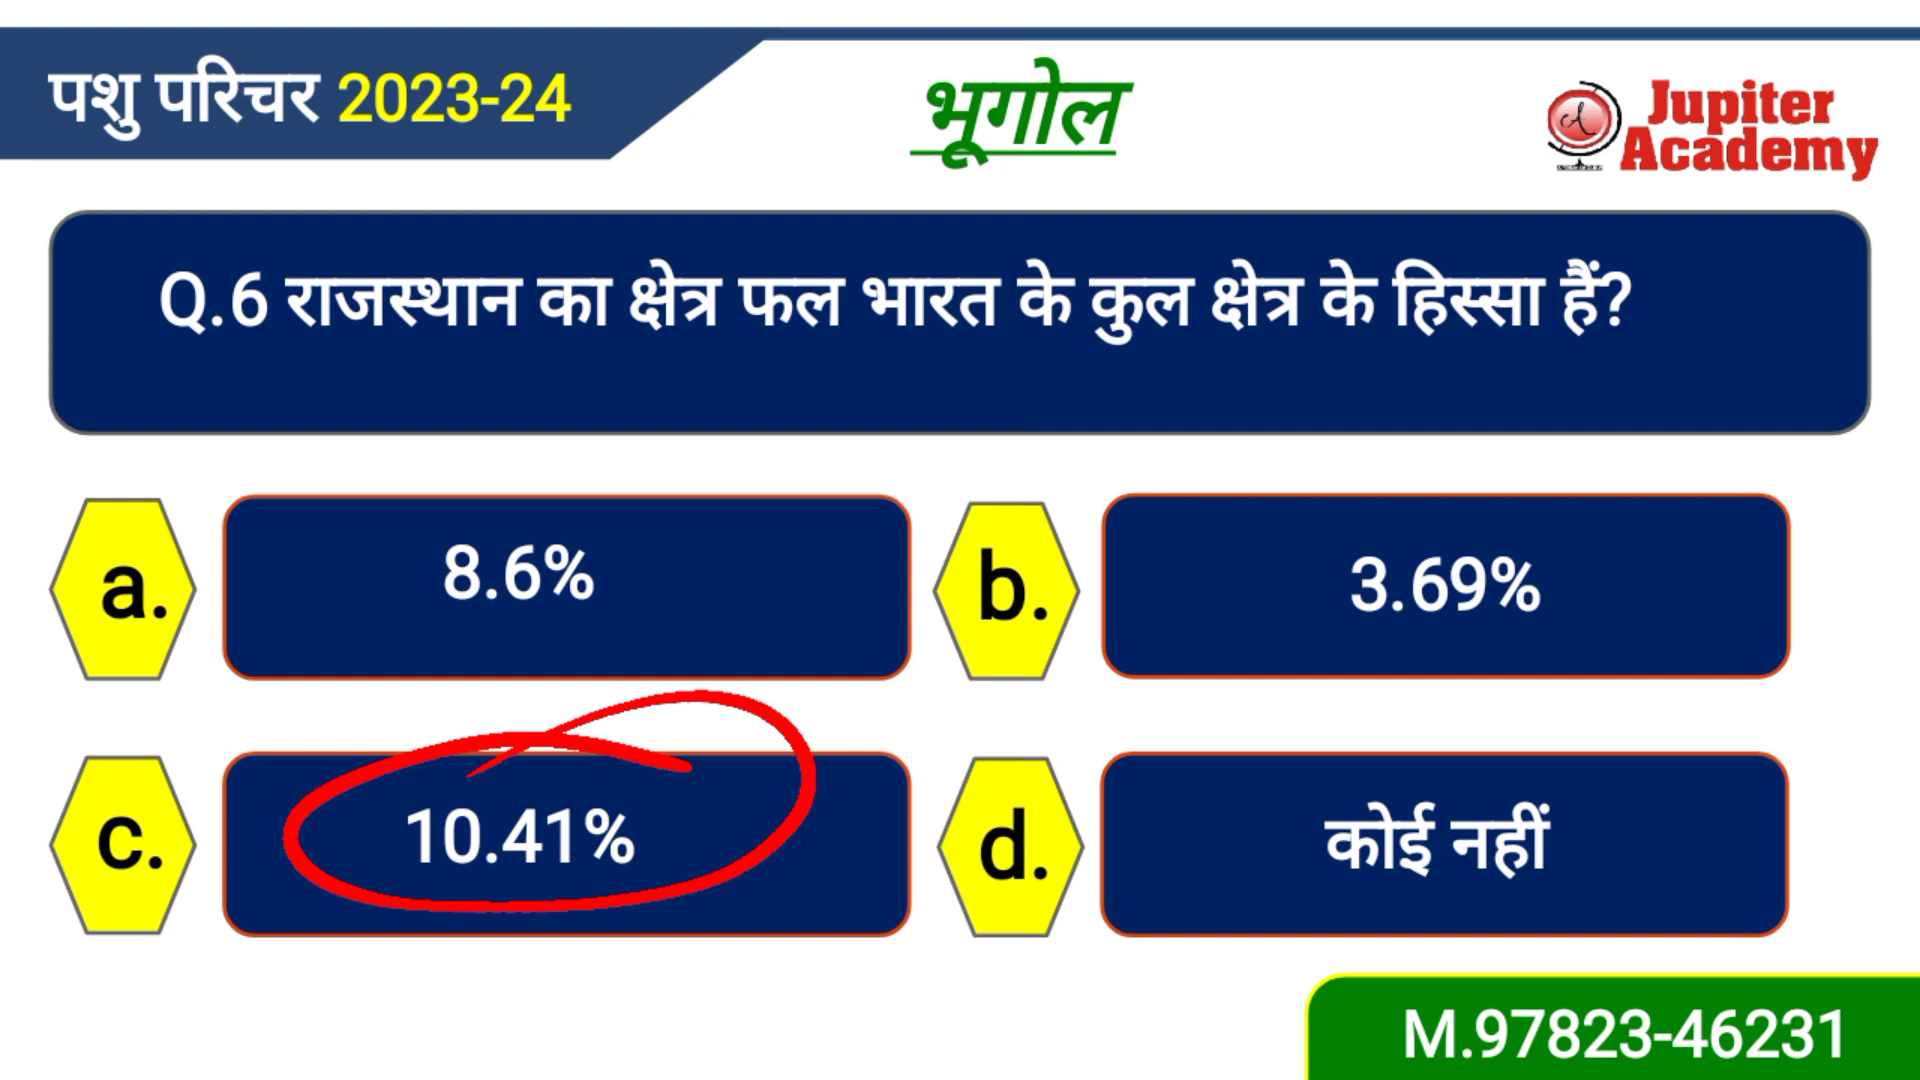 पशु परिचर 2023-24
भूगोल
Jupiter
Academy
Q.6 राजस्थान का क्षेत्र फल भारत के कुल क्षेत्र के हिस्सा हैं?
a. 8.6%
b. 3.69%
c. 10.41%
d. कोई नहीं
M.97823-46231